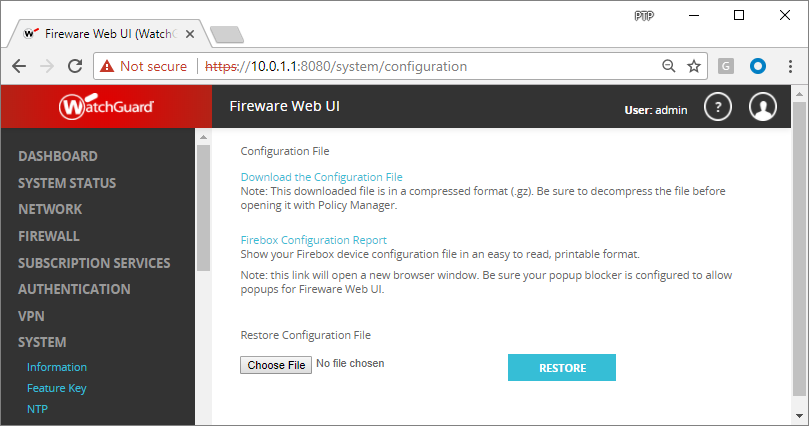 PTP
Fireware Web UI (WatchG
Not secure | https://10.0.1.1:8080/system/configuration
G
WatchGuard
Fireware Web UI
User: admin
?
DASHBOARD
SYSTEM STATUS
NETWORK
FIREWALL
SUBSCRIPTION SERVICES
AUTHENTICATION
VPN
SYSTEM
Information
Feature Key
NTP
Configuration File
Download the Configuration File
Note: This downloaded file is in a compressed format (.gz). Be sure to decompress the file before
opening it with Policy Manager.
Firebox Configuration Report
Show your Firebox device configuration file in an easy to read, printable format.
Note: this link will open a new browser window. Be sure your popup blocker is configured to allow
popups for Fireware Web UI.
Restore Configuration File
Choose File No file chosen
RESTORE